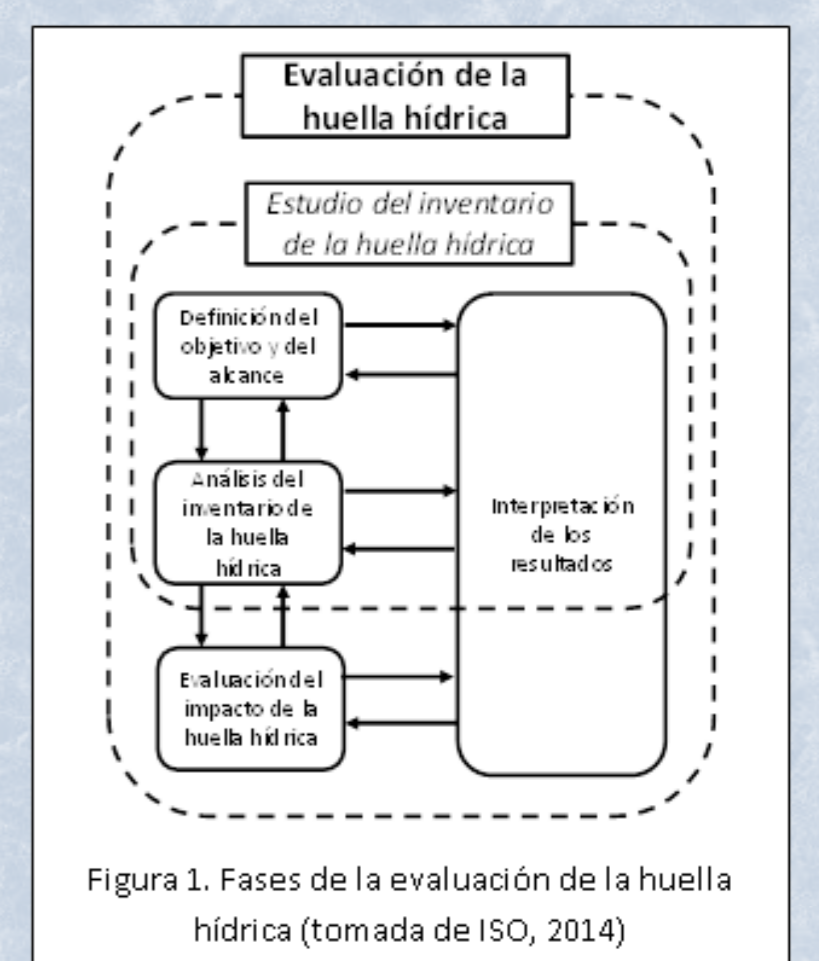 Evaluación de la
huella hídrica
Estudio del inventario
de la huella hídrica
Definición del
objetivo y del
alcance
Análisis del
inventario de
la huella
hídrica
Evaluación del
impacto de la
huella hídrica
Interpretación
de los
resultados
Figura 1. Fases de la evaluación de la huella
hídrica (tomada de ISO, 2014)